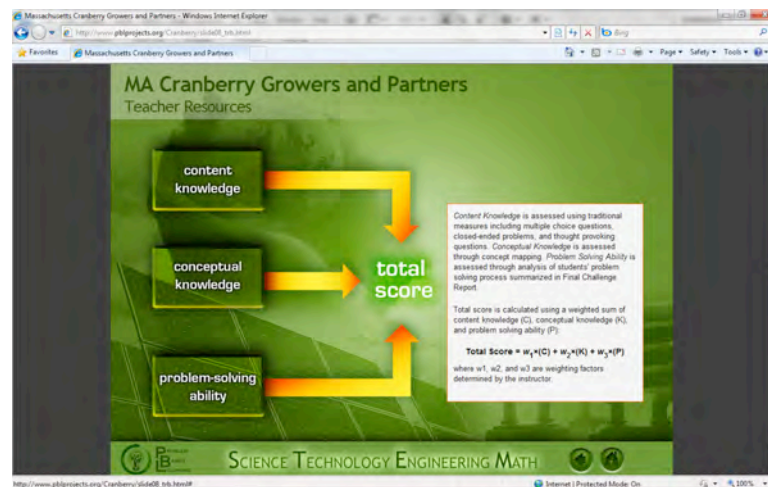 Massachusetts Cranberry Growers and Partners - Windows Internet Explorer
http://www.pblprojects.org/Cranberry/slide08_trb.html
Bing
Favorites
Massachusetts Cranberry Growers and Partners
Page
Safety
Tools
MA Cranberry Growers and Partners
Teacher Resources
content
knowledge
conceptual
knowledge
problem-solving
ability
total
score
Content Knowledge is assessed using traditional
measures including multiple choice questions,
closed-ended problems, and thought provoking
questions. Conceptual Knowledge is assessed
through concept mapping. Problem Solving Ability is
assessed through analysis of students' problem
solving process summarized in Final Challenge
Report.
Total score is calculated using a weighted sum of
content knowledge (C), conceptual knowledge (K),
and problem solving ability (P):
Total Score = w1*(C) + w2*(K) + w3*(P)
where w1, w2, and w3 are weighting factors
determined by the instructor.
PROBLEM
BASED
LEARNING
SCIENCE TECHNOLOGY ENGINEERING MATH
http://www.pblprojects.org/Cranberry/slide08_trb.html#
Internet | Protected Mode: On
100%